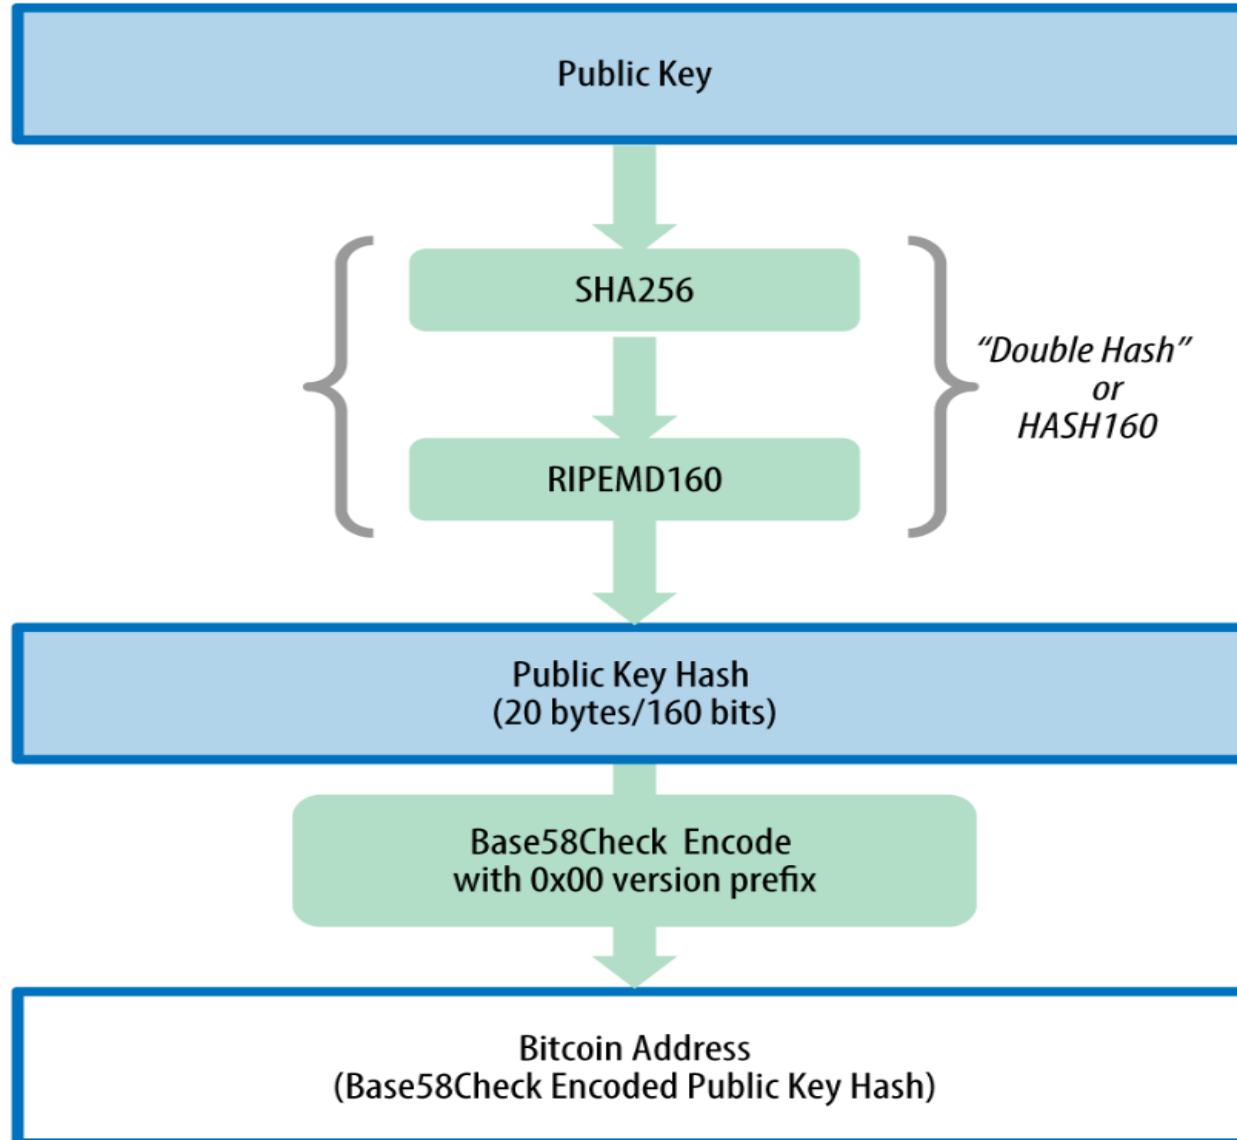 Public Key
SHA256
“Double Hash”
or
HASH160
RIPEMD160
Public Key Hash
(20 bytes/160 bits)
Base58Check Encode
with 0x00 version prefix
Bitcoin Address
(Base58Check Encoded Public Key Hash)